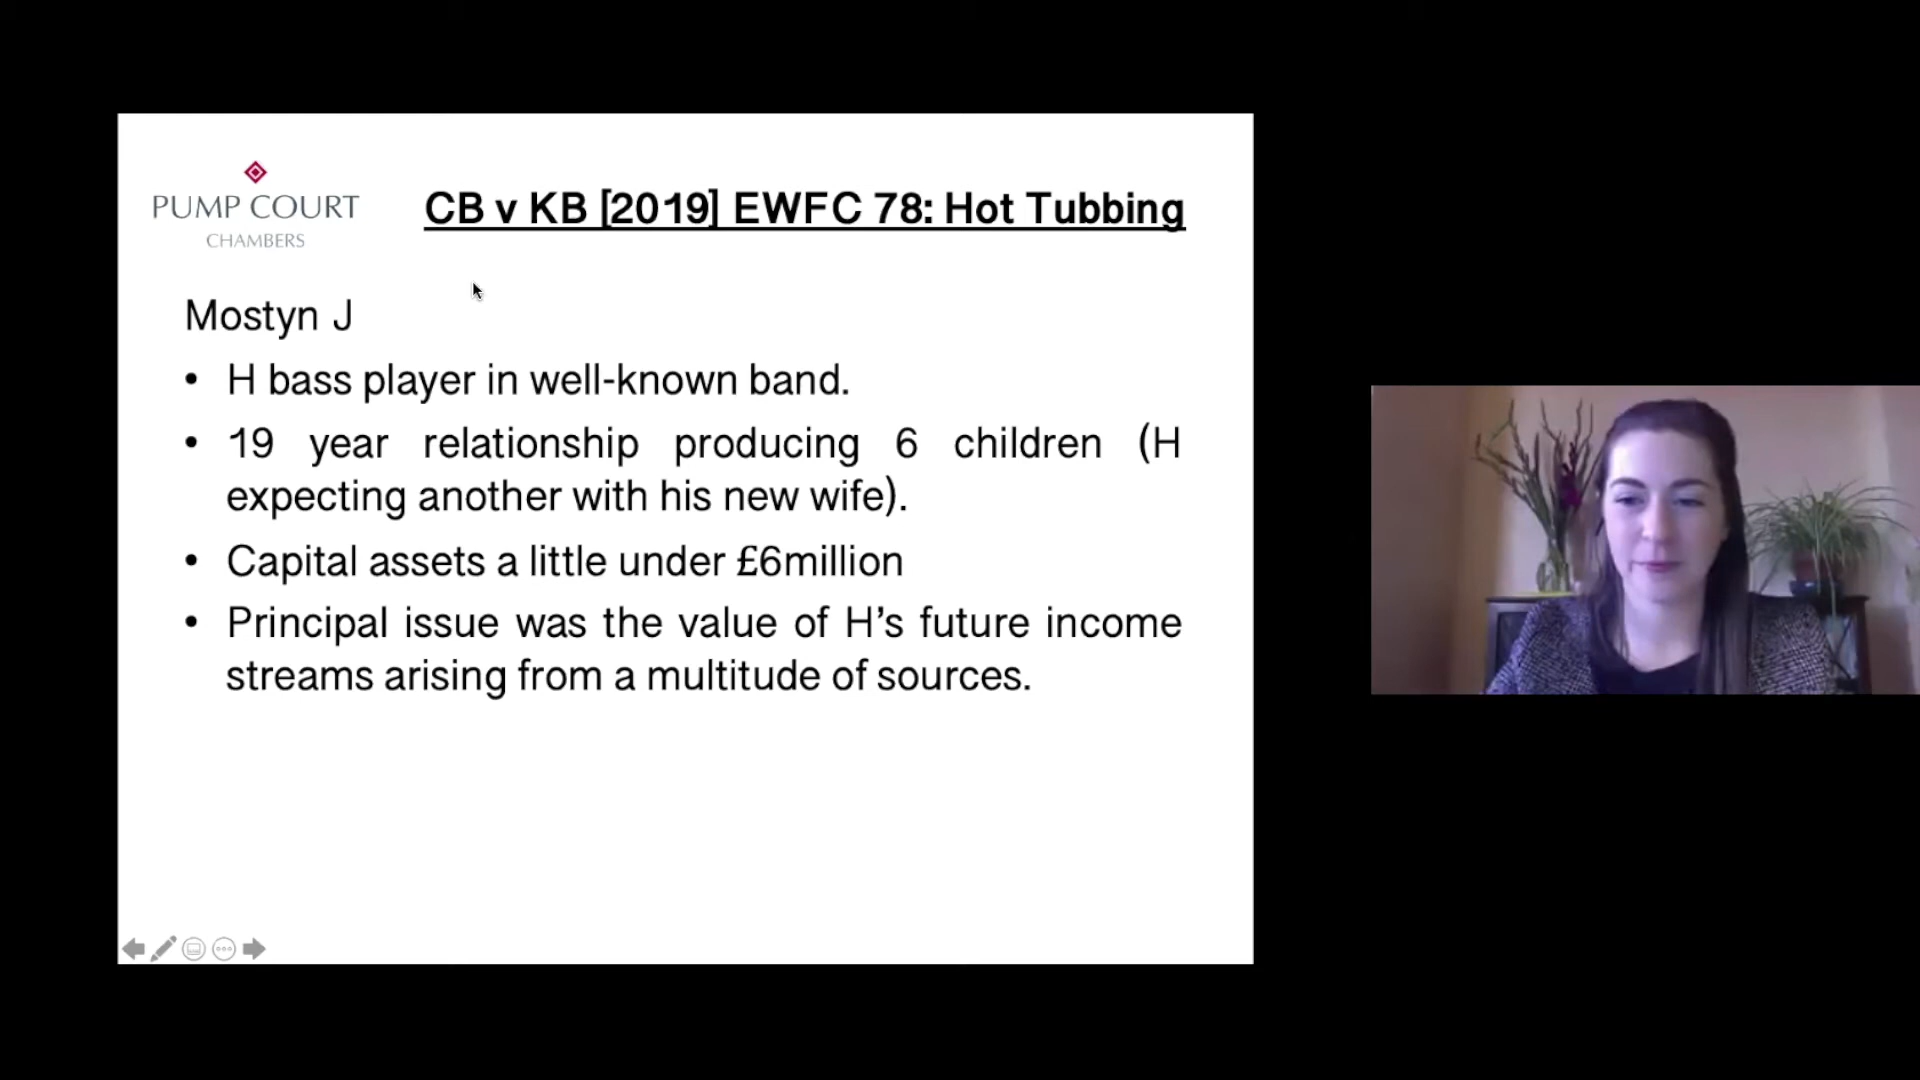 PUMP COURT
CHAMBERS
CB v KB [2019] EWFC 78: Hot Tubbing
Mostyn J
• H bass player in well-known band.
• 19 year relationship producing 6 children (H
expecting another with his new wife).
• Capital assets a little under £6million
• Principal issue was the value of H’s future income
streams arising from a multitude of sources.